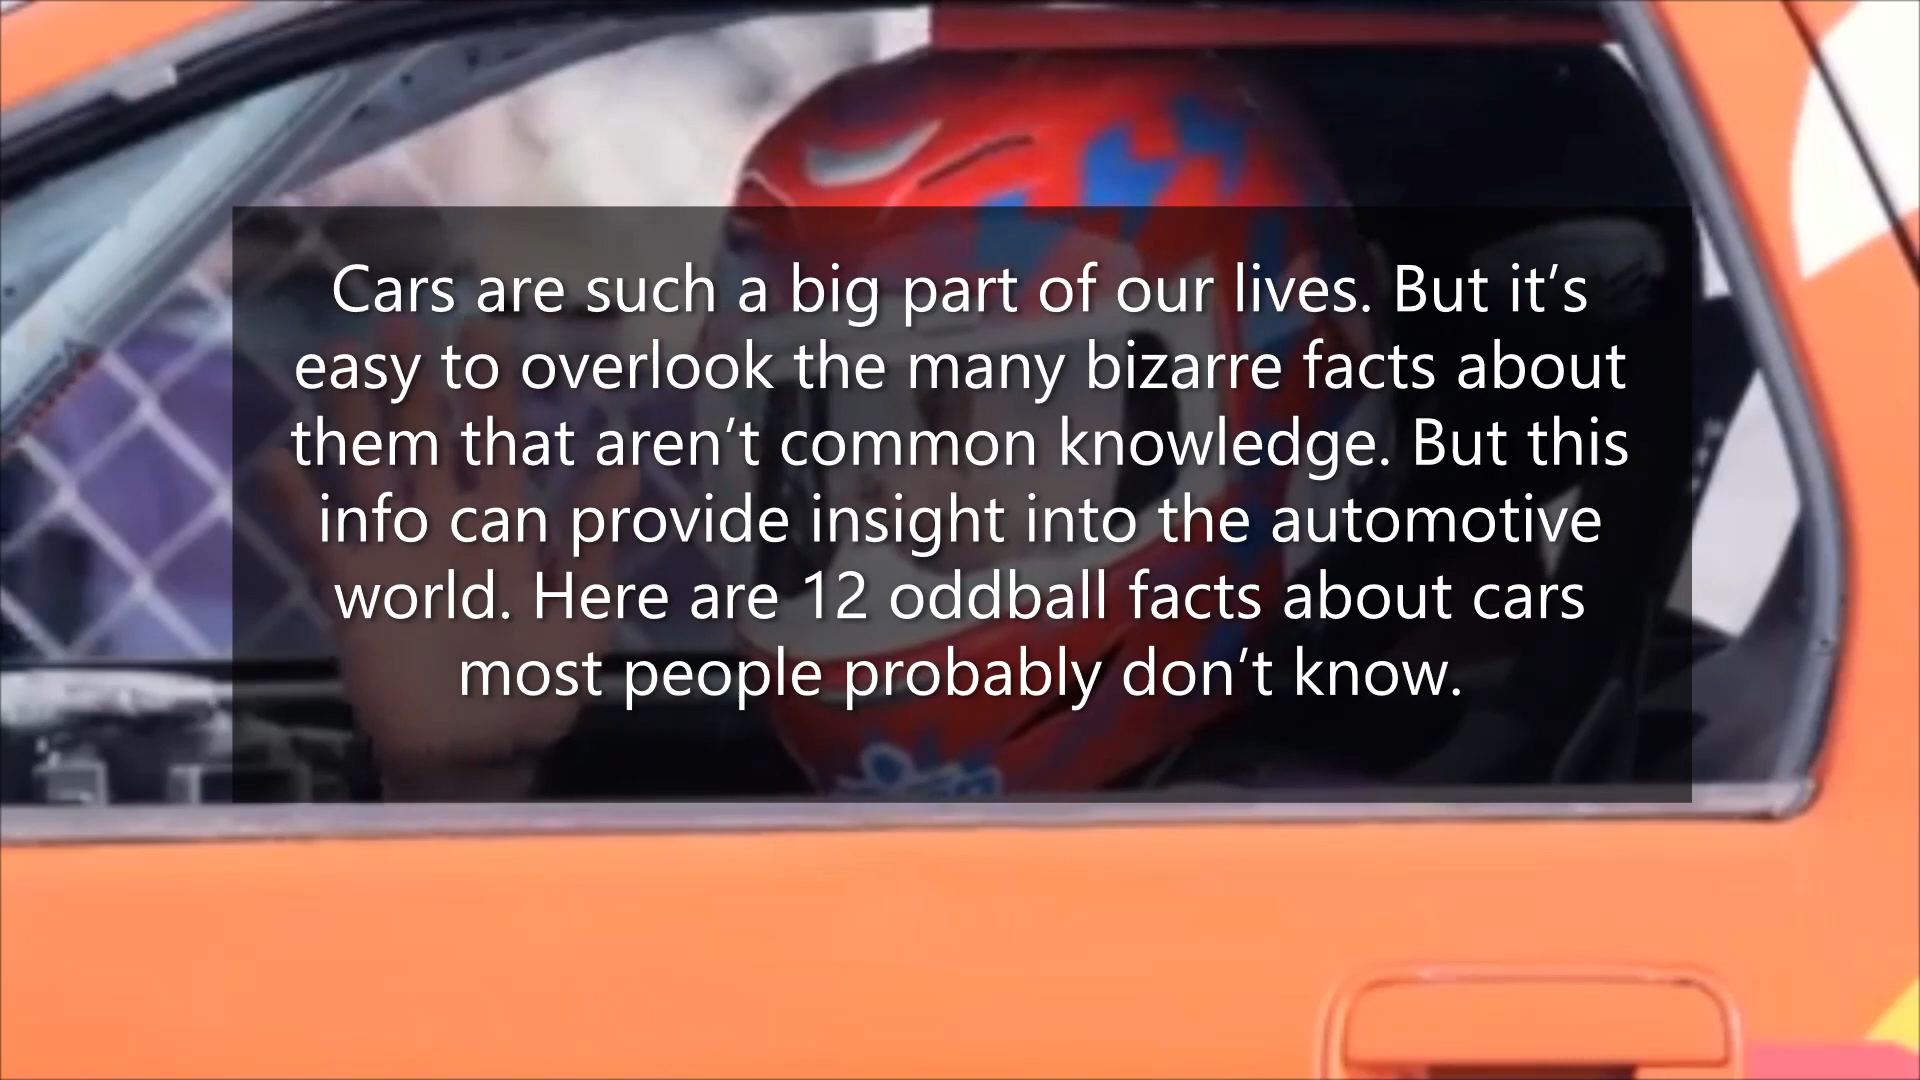 Cars are such a big part of our lives. But it’s
easy to overlook the many bizarre facts about
them that aren’t common knowledge. But this
info can provide insight into the automotive
world. Here are 12 oddball facts about cars
most people probably don’t know.